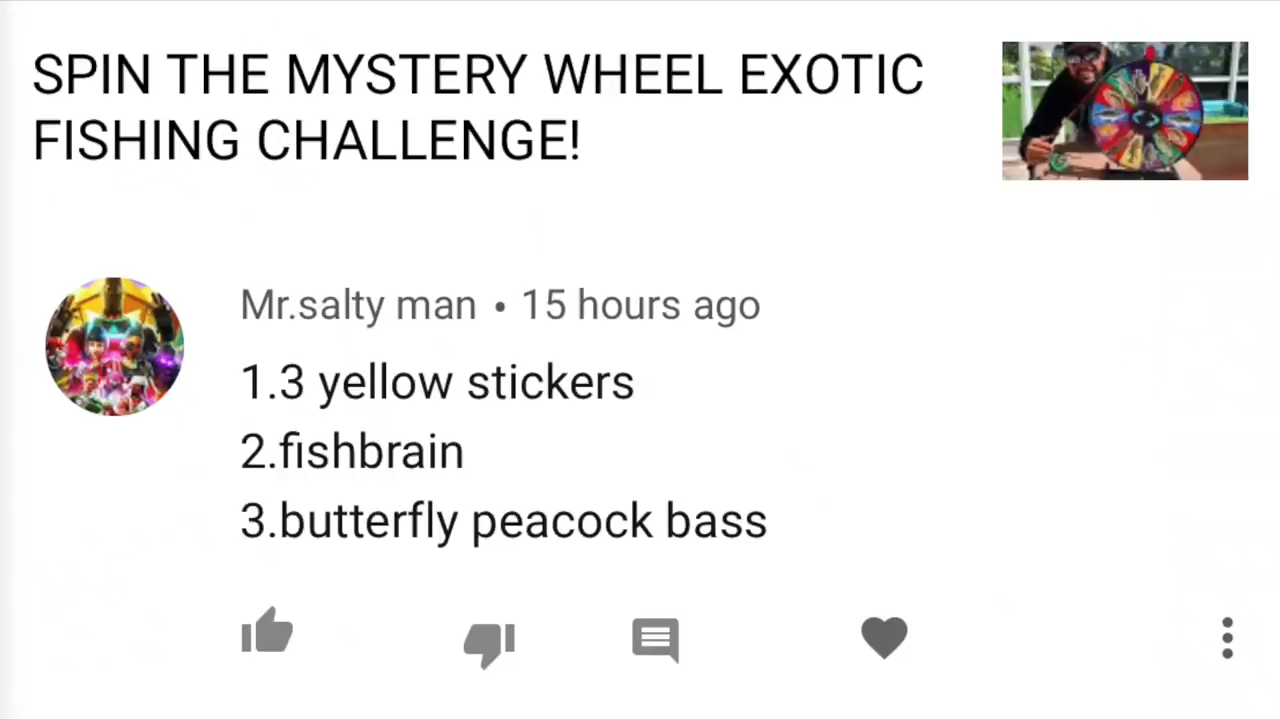 SPIN THE MYSTERY WHEEL EXOTIC
FISHING CHALLENGE!
Mr.salty man • 15 hours ago
1.3 yellow stickers
2.fishbrain
3.butterfly peacock bass